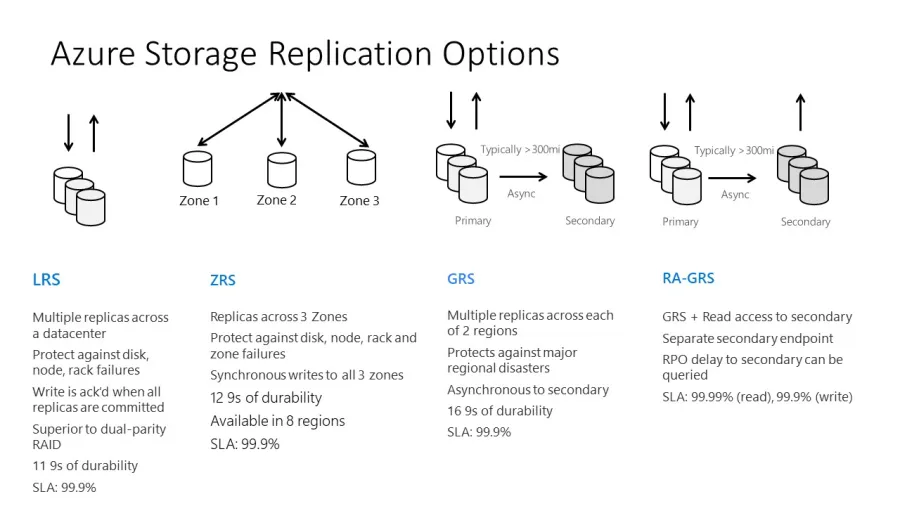 Azure Storage Replication Options
Zone 1
Zone 2
Zone 3
Typically >300mi
Async
Primary
Secondary
Typically >300mi
Async
Primary
Secondary
LRS
Multiple replicas across
a datacenter
Protect against disk,
node, rack failures
Write is ack'd when all
replicas are committed
Superior to dual-parity
RAID
11 9s of durability
SLA: 99.9%
ZRS
Replicas across 3 Zones
Protect against disk, node, rack and
zone failures
Synchronous writes to all 3 zones
12 9s of durability
Available in 8 regions
SLA: 99.9%
GRS
Multiple replicas across each
of 2 regions
Protects against major
regional disasters
Asynchronous to secondary
16 9s of durability
SLA: 99.9%
RA-GRS
GRS + Read access to secondary
Separate secondary endpoint
RPO delay to secondary can be
queried
SLA: 99.99% (read), 99.9% (write)